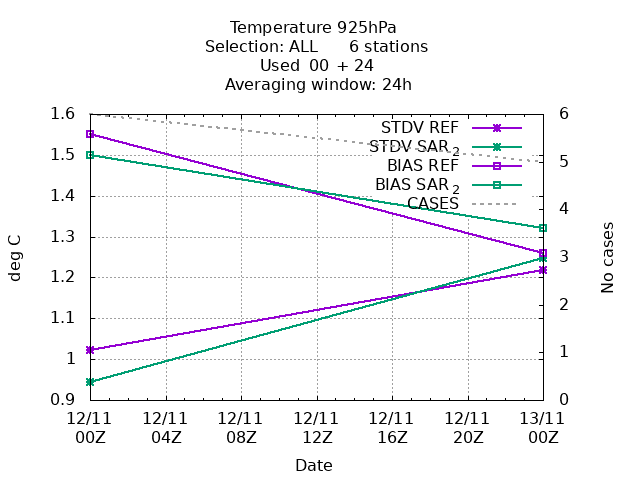 Temperature 925hPa
Selection: ALL 6 stations
Used 00 + 24
Averaging window: 24h
1.6
1.5
1.4
1.3
1.2
1.1
1
0.9
deg C
STDV REF
STDV SAR 2
BIAS REF
BIAS SAR 2
CASES
6
5
4
3
2
1
0
No cases
12/11 12/11 12/11 12/11 12/11 12/11 13/11
00Z 04Z 08Z 12Z 16Z 20Z 00Z
Date